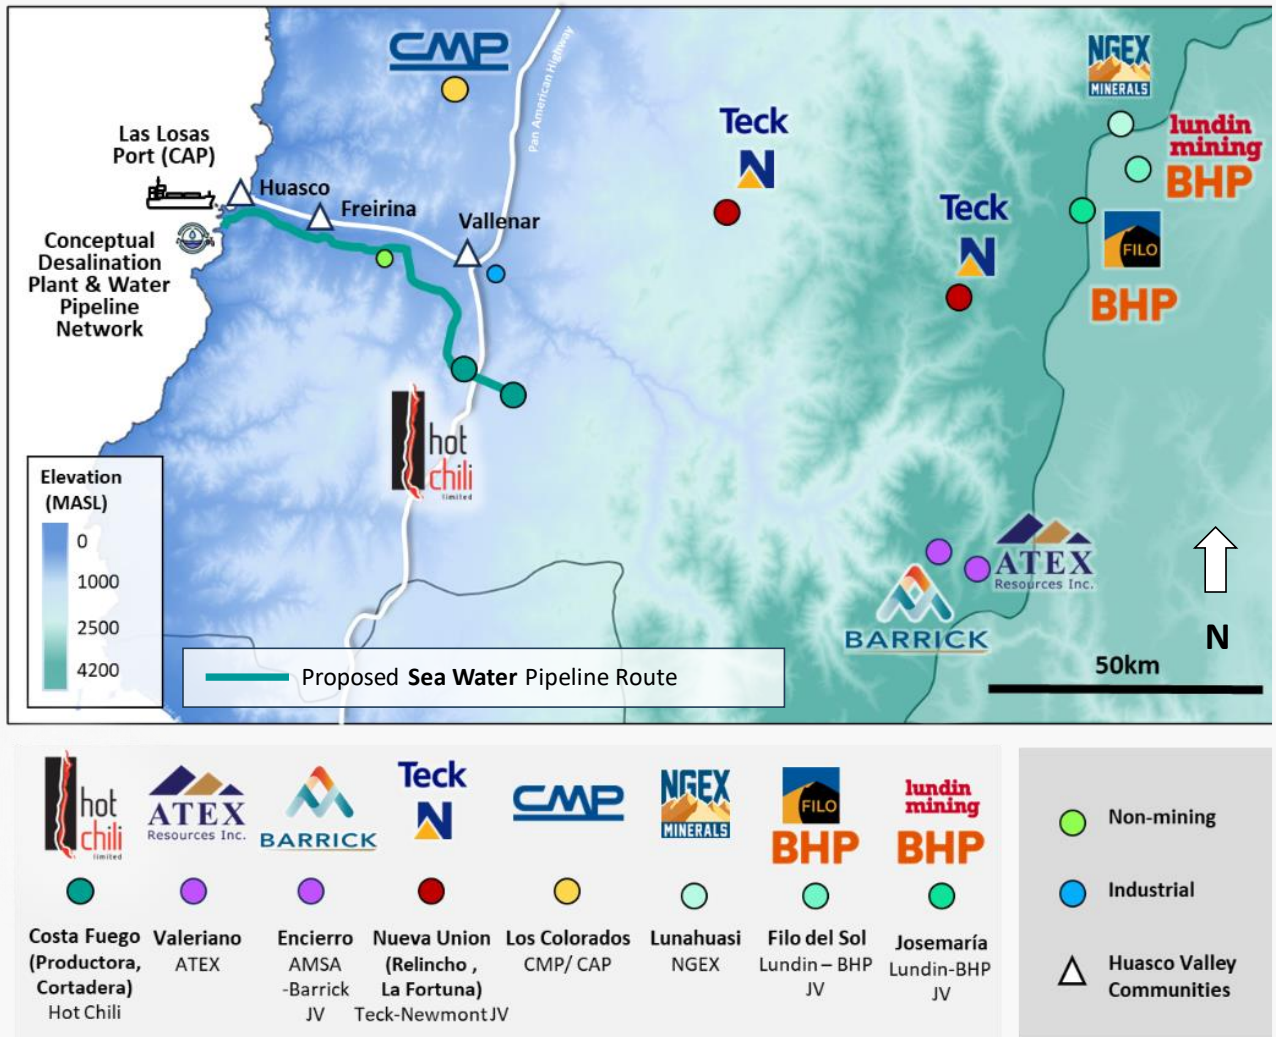 CMP
Pan American Highway
NGEX
MINERALS
Las Losas
Port (CAP)
Teck
lundin
mining
BHP
Huasco
Freirina
Vallenar
Teck
FILO
BHP
Conceptual
Desalination
Plant & Water
Pipeline
Network
hot
chili
limited
Elevation
(MASL)
0
1000
2500
4200
ATEX
Resources Inc.
BARRICK
N
50km
Proposed Sea Water Pipeline Route
hot
chili
limited
ATEX
Resources Inc.
BARRICK
Teck
CMP
NGEX
MINERALS
FILO
BHP
lundin
mining
BHP
Costa Fuego
(Productora,
Cortadera)
Hot Chili
Valeriano
ATEX
Encierro
AMSA
-Barrick
JV
Nueva Union
(Relincho ,
La Fortuna)
Teck-Newmont JV
Los Colorados
CMP/ CAP
Lunahuasi
NGEX
Filo del Sol
Lundin – BHP
JV
Josemaría
Lundin-BHP
JV
Non-mining
Industrial
Huasco Valley
Communities